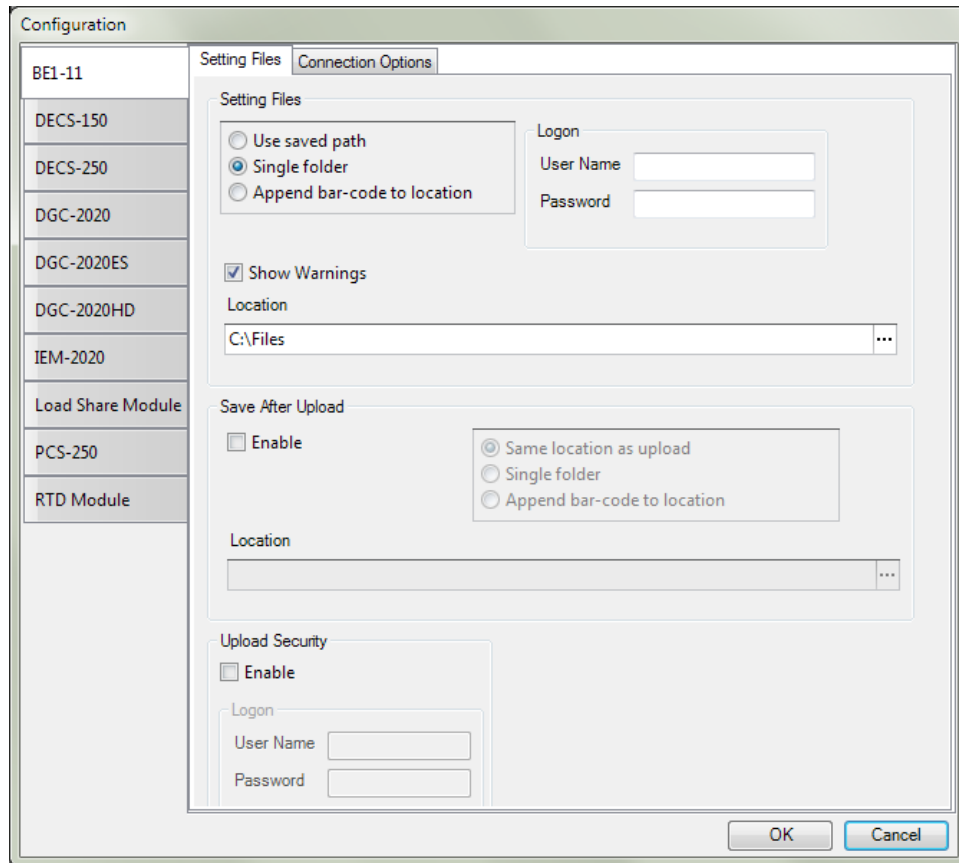 Configuration
BE1-11
DECS-150
DECS-250
DGC-2020
DGC-2020ES
DGC-2020HD
IEM-2020
Load Share Module
PCS-250
RTD Module
Setting Files
Connection Options
Setting Files
Use saved path
Single folder
Append bar-code to location
Logon
User Name
Password
Show Warnings
Location
C:\Files
...
Save After Upload
Enable
Same location as upload
Single folder
Append bar-code to location
Location
...
Upload Security
Enable
Logon
User Name
Password
OK
Cancel